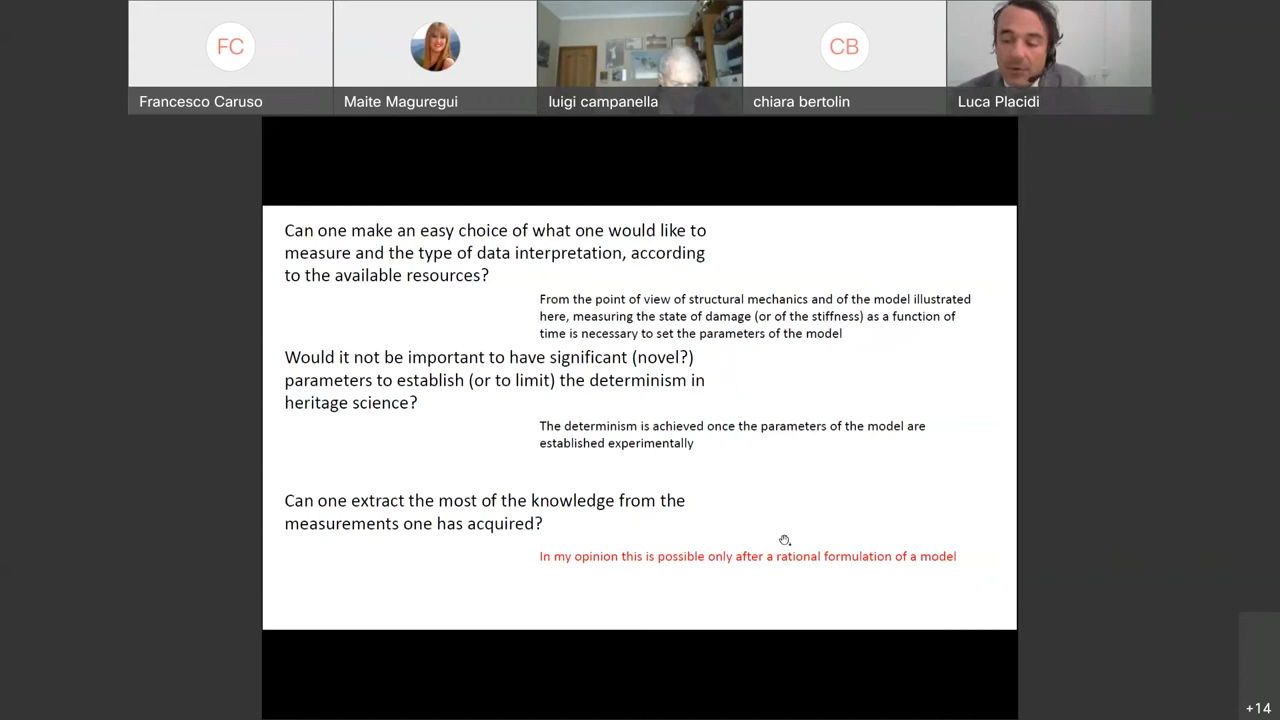 FC
CB
Francesco Caruso
Maite Maguregui
luigi campanella
chiara bertolin
Luca Placidi
Can one make an easy choice of what one would like to
measure and the type of data interpretation, according
to the available resources?
From the point of view of structural mechanics and of the model illustrated
here, measuring the state of damage (or of the stiffness) as a function of
time is necessary to set the parameters of the model
Would it not be important to have significant (novel?)
parameters to establish (or to limit) the determinism in
heritage science?
The determinism is achieved once the parameters of the model are
established experimentally
Can one extract the most of the knowledge from the
measurements one has acquired?
In my opinion this is possible only after a rational formulation of a model
+14